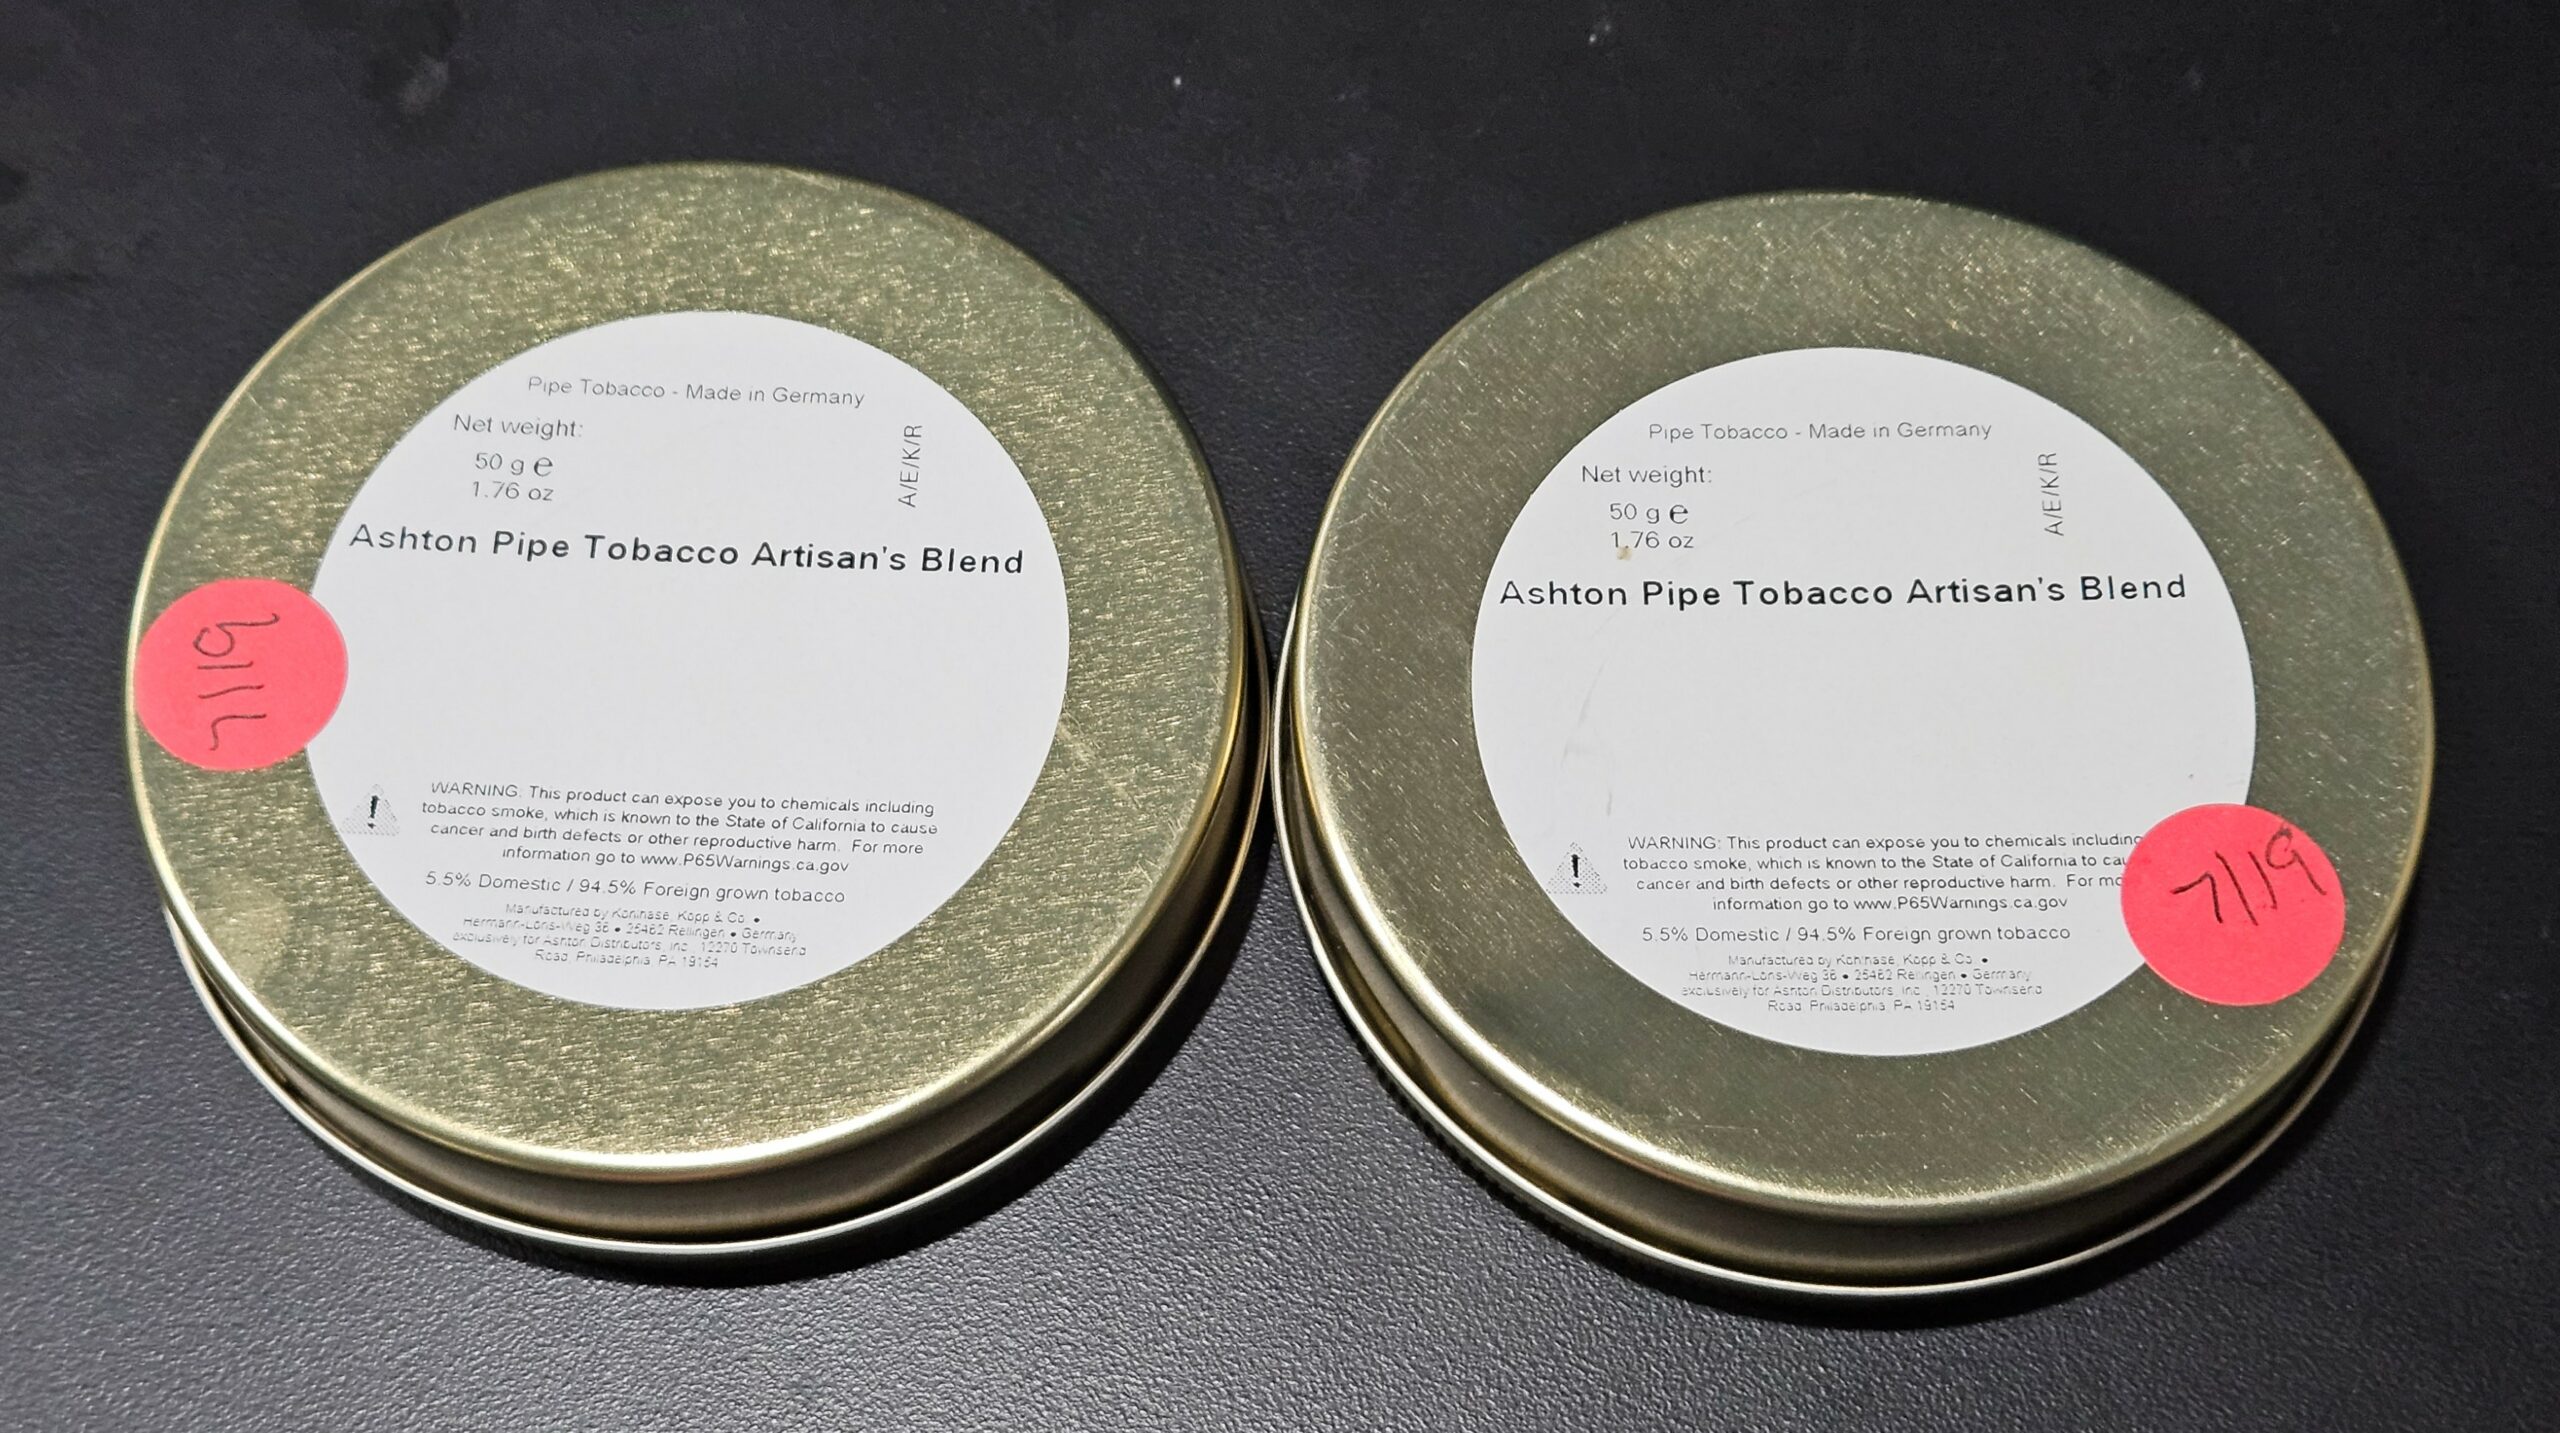 Pipe Tobacco - Made in Germany
Net weight:
50 g e
1.76 oz
A/E/K/R
Ashton Pipe Tobacco Artisan's Blend
7/19
WARNING: This product can expose you to chemicals including
tobacco smoke, which is known to the State of California to cause
cancer and birth defects or other reproductive harm. For more
information go to www.P65Warnings.ca.gov
5.5% Domestic / 94.5% Foreign grown tobacco
Manufactured by Kohlhase, Kopp & Co. •
Hermann-Löns-Weg 36 • 25462 Rellingen • Germany
exclusively for Ashton Distributors, Inc., 12270 Townsend
Road, Philadelphia, PA 19154
Pipe Tobacco - Made in Germany
Net weight:
50 g e
1.76 oz
A/E/K/R
Ashton Pipe Tobacco Artisan's Blend
WARNING: This product can expose you to chemicals including
tobacco smoke, which is known to the State of California to cau
cancer and birth defects or other reproductive harm. For mo
information go to www.P65Warnings.ca.gov
7/19
5.5% Domestic / 94.5% Foreign grown tobacco
Manufactured by Kohlhase, Kopp & Co. •
Hermann-Löns-Weg 36 • 25462 Rellingen • Germany
exclusively for Ashton Distributors, Inc., 12270 Townsend
Road, Philadelphia, PA 19154